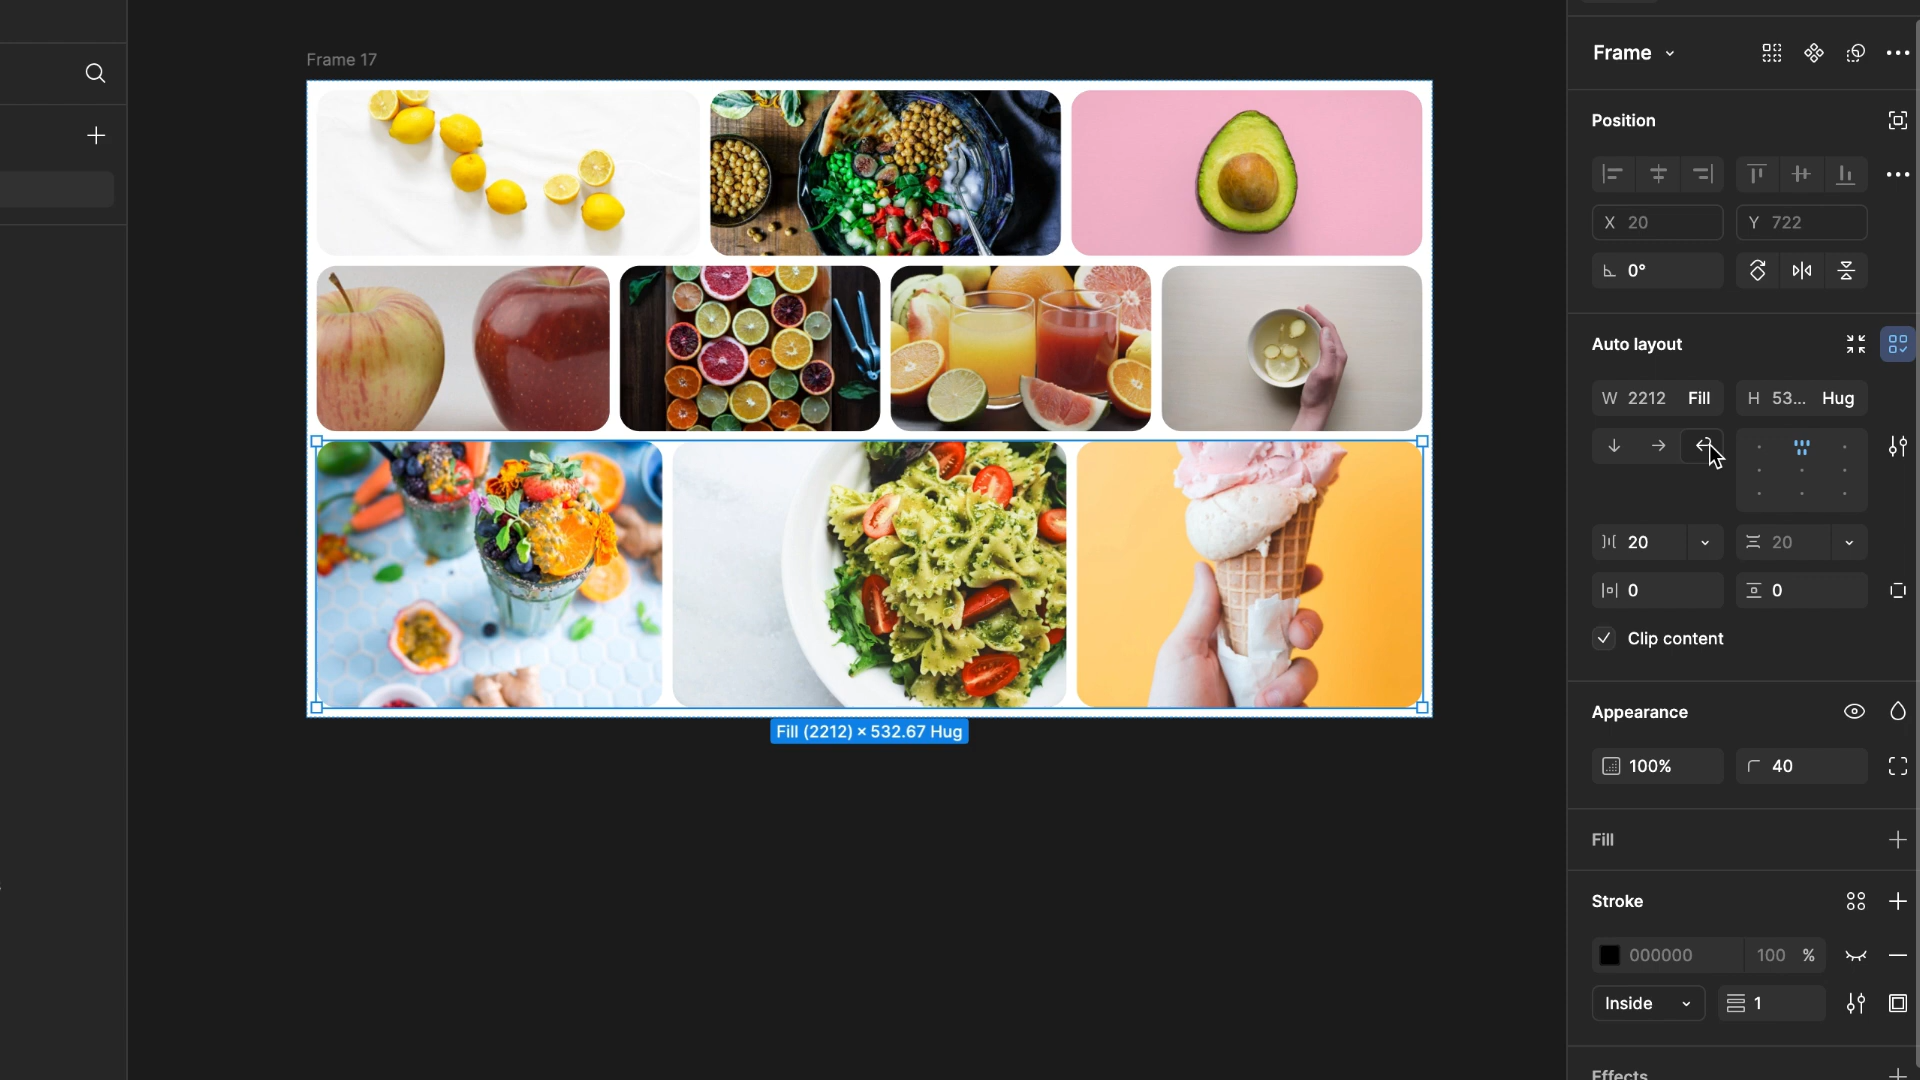 Frame 17
Fill (2212) × 532.67 Hug
Frame
Position
X 20
Y 722
0°
Auto layout
W 2212 Fill
H 53... Hug
20
20
0
0
Clip content
Appearance
100%
40
Fill
Stroke
000000 100 %
Inside
1
Effects